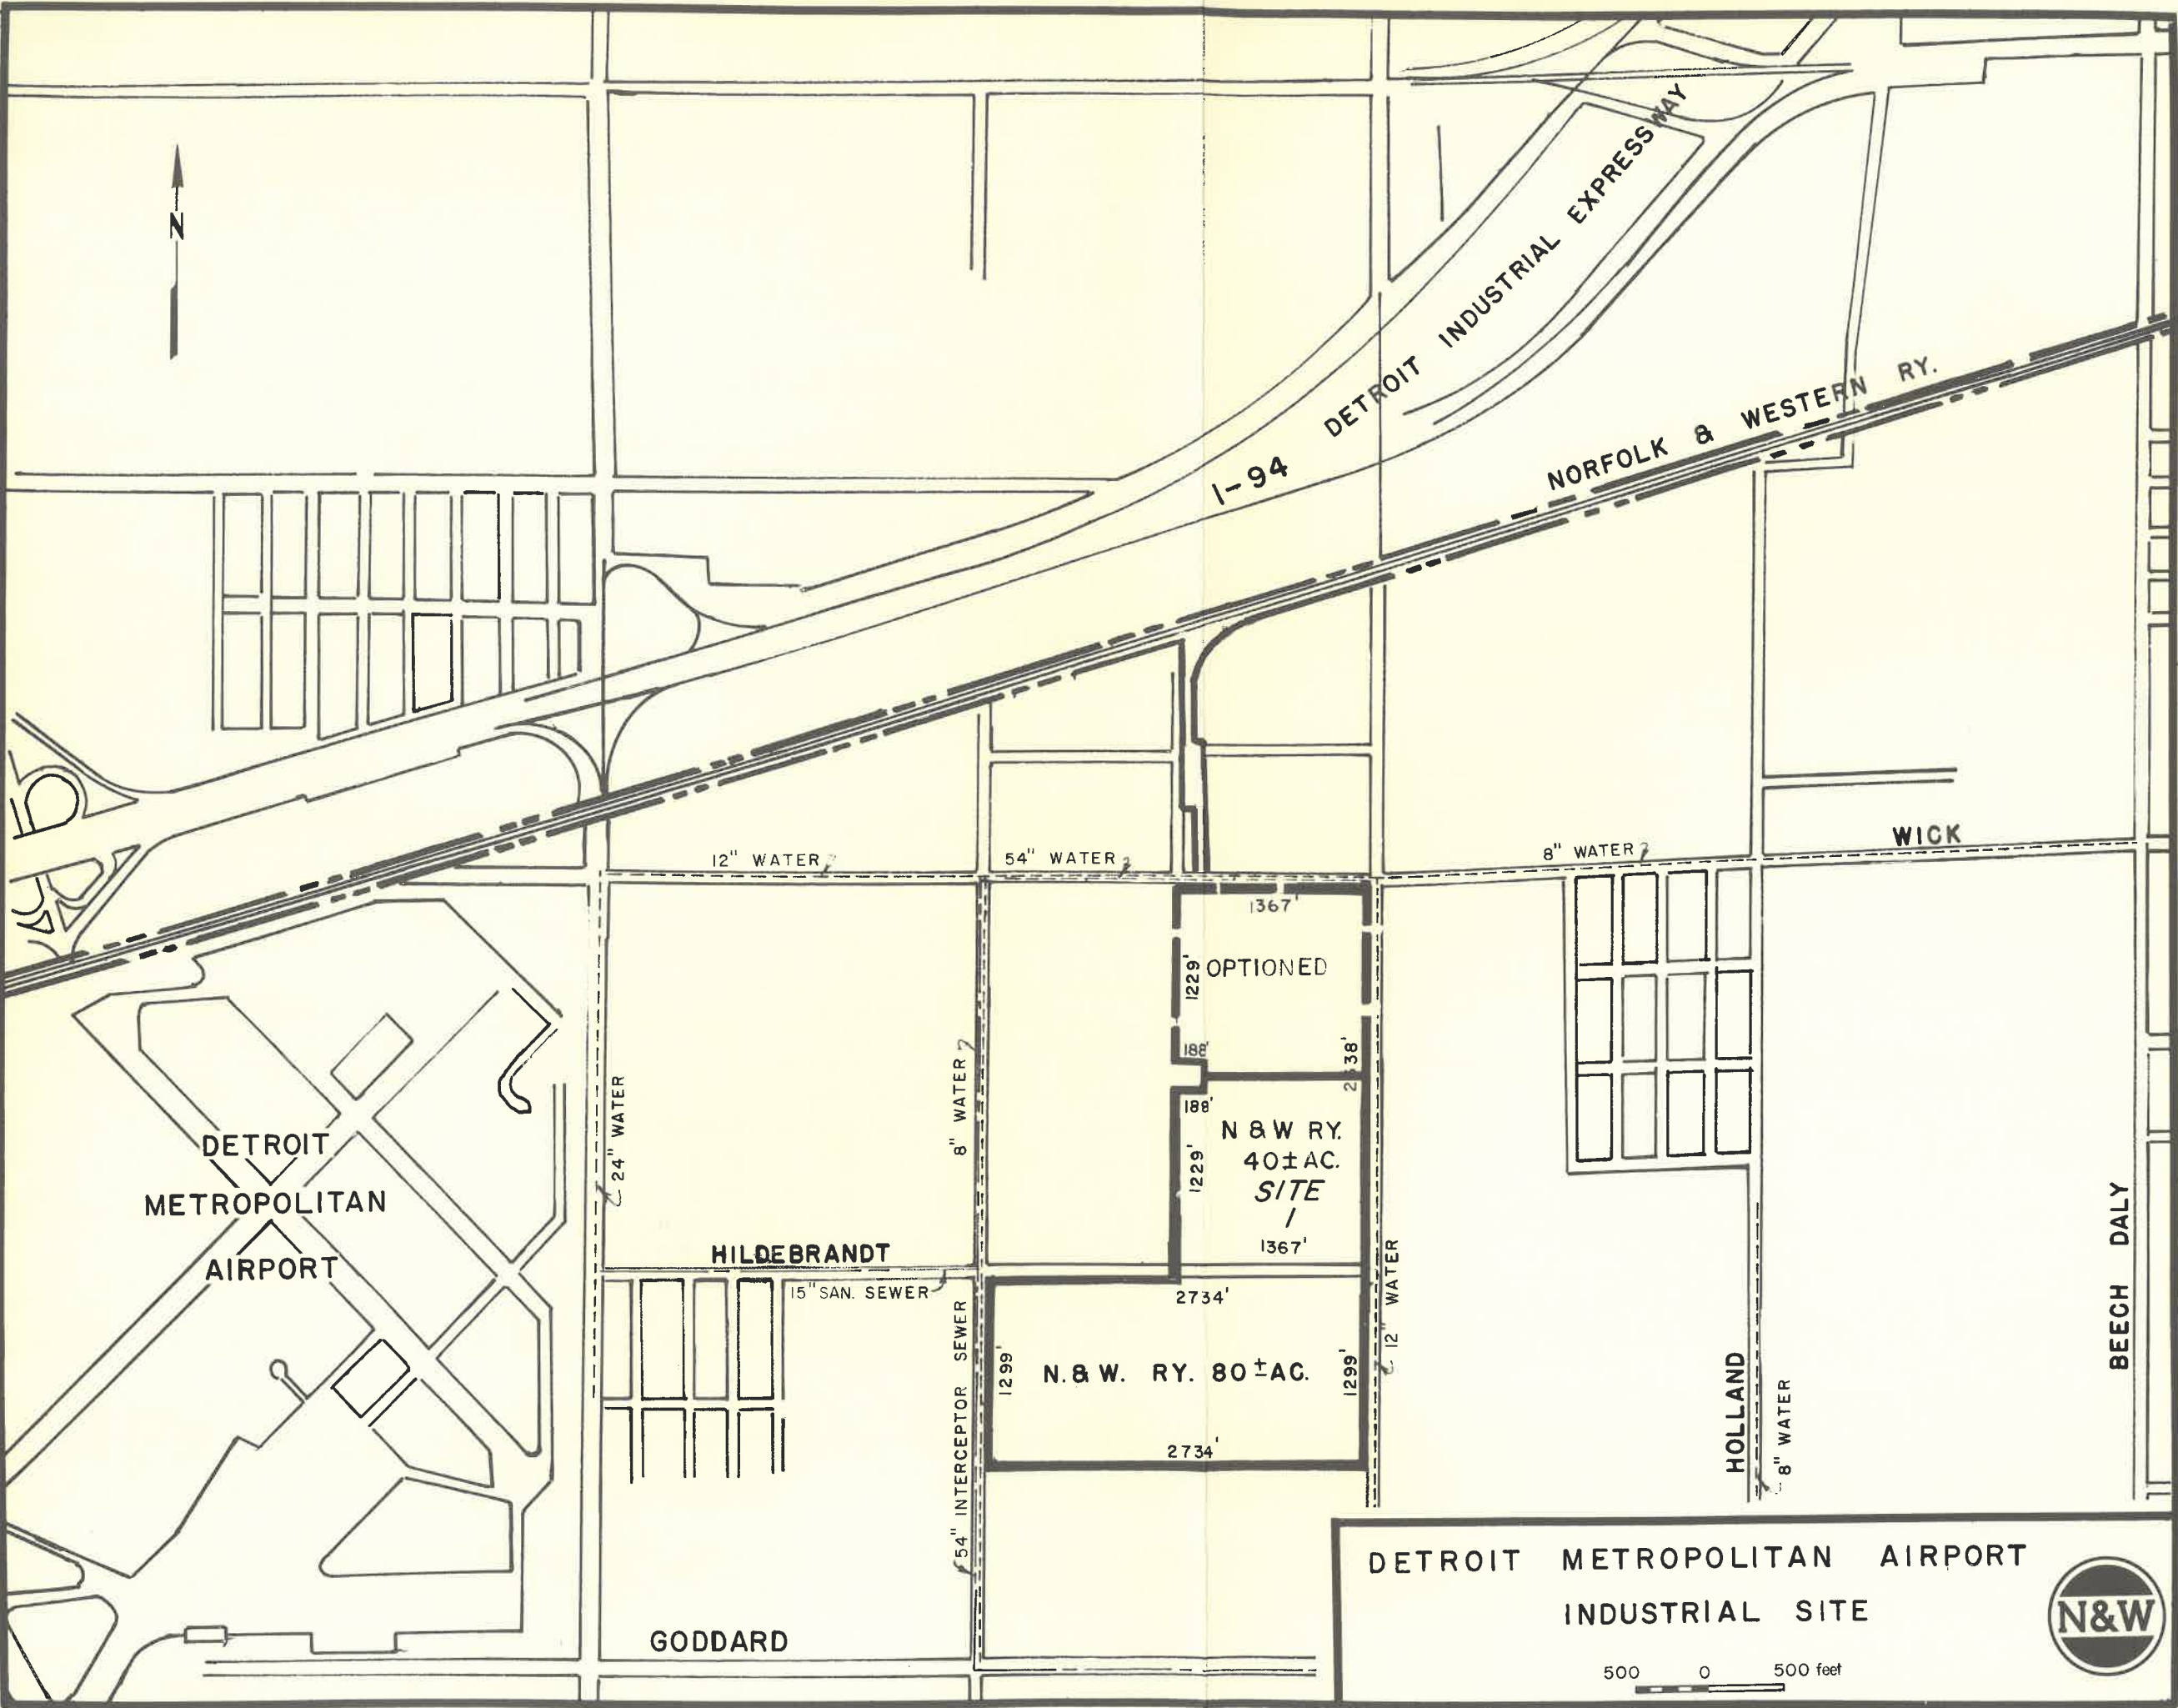 N
DETROIT INDUSTRIAL EXPRESSWAY
I-94
NORFOLK & WESTERN RY.
12" WATER
54" WATER
8" WATER
WICK
1367'
1229'
OPTIONED
188'
188'
N & W RY.
40± AC.
SITE
1
1229'
1367'
24" WATER
8" WATER
DETROIT
METROPOLITAN
AIRPORT
HILDEBRANDT
15" SAN. SEWER
54" INTERCEPTOR SEWER
2734'
1299'
N. & W. RY. 80± AC.
1299'
2734'
12" WATER
HOLLAND
8" WATER
BEECH DALY
GODDARD
DETROIT METROPOLITAN AIRPORT
INDUSTRIAL SITE
500 0 500 feet
N&W